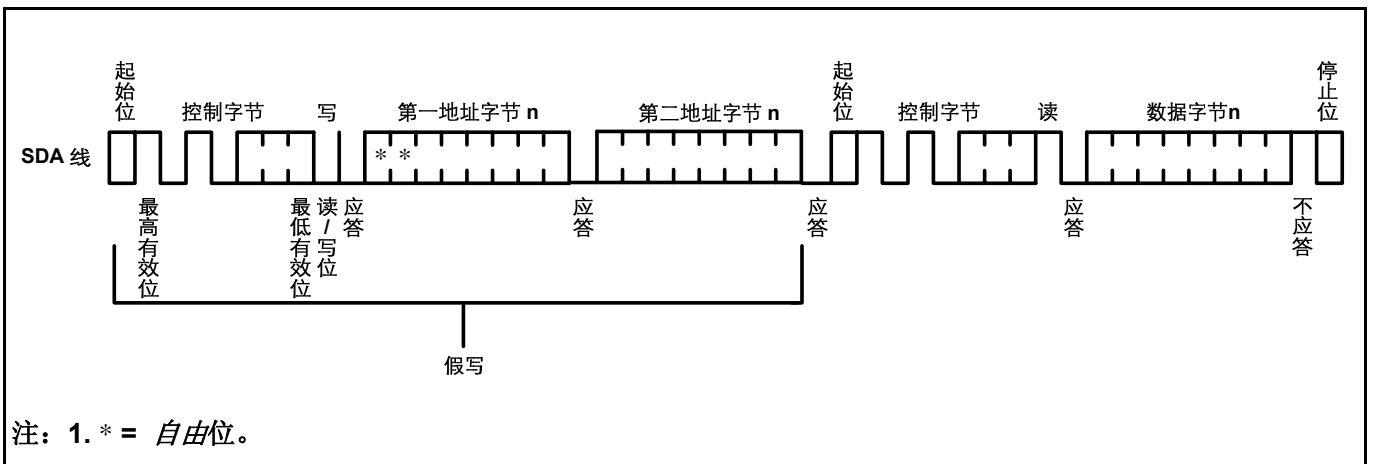 起始位
控制字节
写
第一地址字节 n
第二地址字节 n
起始位
控制字节
读
数据字节n
停止位
SDA 线
* *
最高有效位
最低有效位
读/写位
应答
应答
应答
应答
不应答
假写
注：1. * = 自由位。